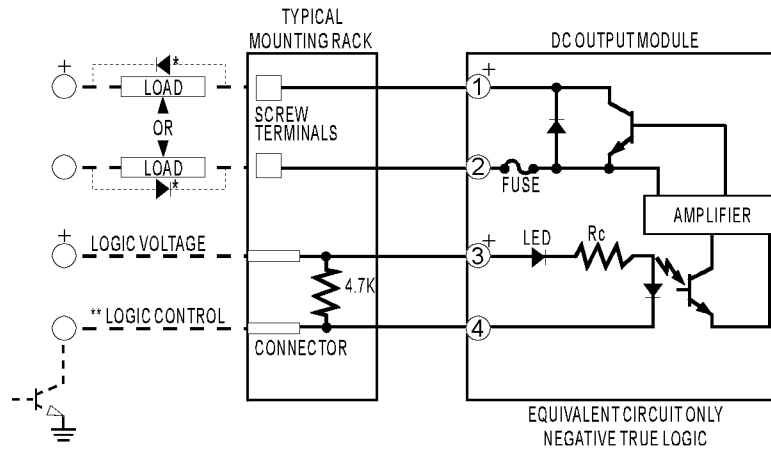 TYPICAL
MOUNTING RACK
DC OUTPUT MODULE
+
*
LOAD
OR
LOAD
*
SCREW
TERMINALS
1
+
2
FUSE
AMPLIFIER
+
LOGIC VOLTAGE
3
+
LED
Rc
4.7K
** LOGIC CONTROL
CONNECTOR
4
EQUIVALENT CIRCUIT ONLY
NEGATIVE TRUE LOGIC